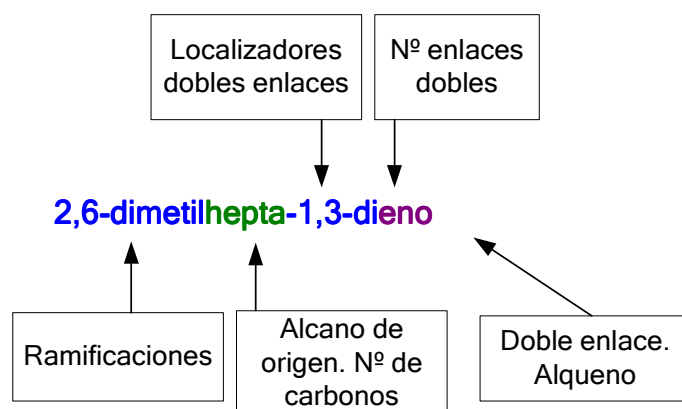 Localizadores
dobles enlaces
Nº enlaces
dobles
2,6-dimetilhepta-1,3-dieno
Ramificaciones
Alcano de
origen. Nº de
carbonos
Doble enlace.
Alqueno